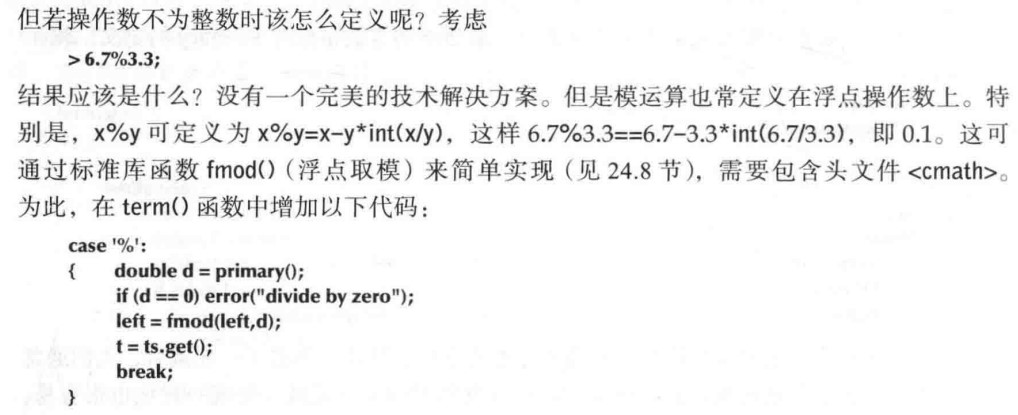 但若操作数不为整数时该怎么定义呢？考虑
> 6.7%3.3;
结果应该是什么？没有一个完美的技术解决方案。但是模运算也常定义在浮点操作数上。特
别是，x%y 可定义为 x%y=x–y*int(x/y)，这样 6.7%3.3==6.7–3.3*int(6.7/3.3)，即 0.1。这可
通过标准库函数 fmod()（浮点取模）来简单实现（见 24.8 节），需要包含头文件 <cmath>。
为此，在 term() 函数中增加以下代码：
case '%':
{ double d = primary();
if (d == 0) error("divide by zero");
left = fmod(left,d);
t = ts.get();
break;
}